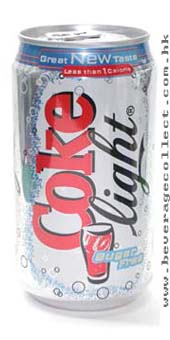 Great New Taste
Less than 1 Calorie
Coke
light
Sugar
Free
www.beveragecollect.com.hk